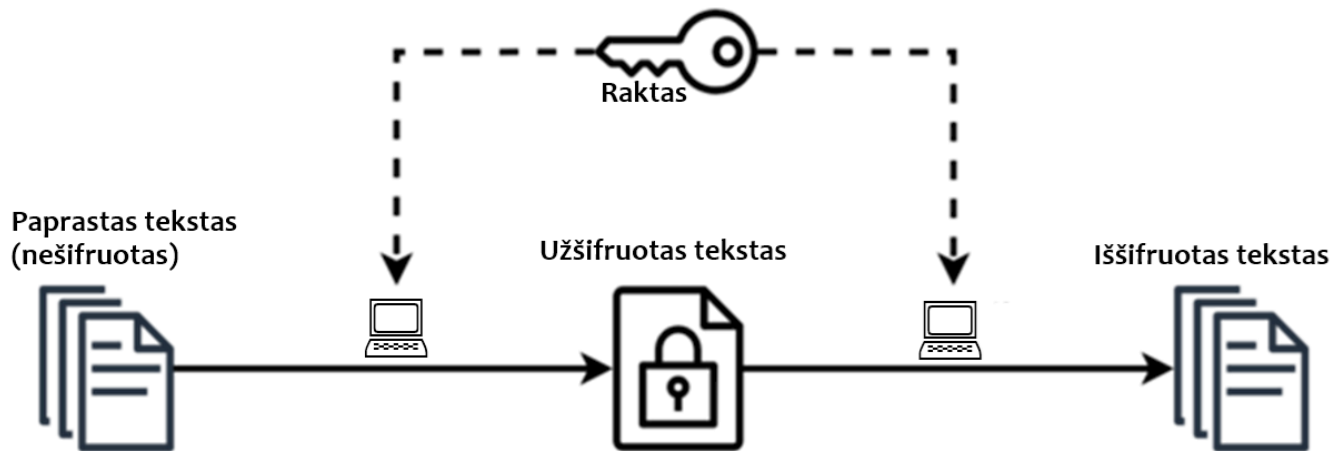 Raktas
Paprastas tekstas
(nešifruotas)
Užšifruotas tekstas
Iššifruotas tekstas